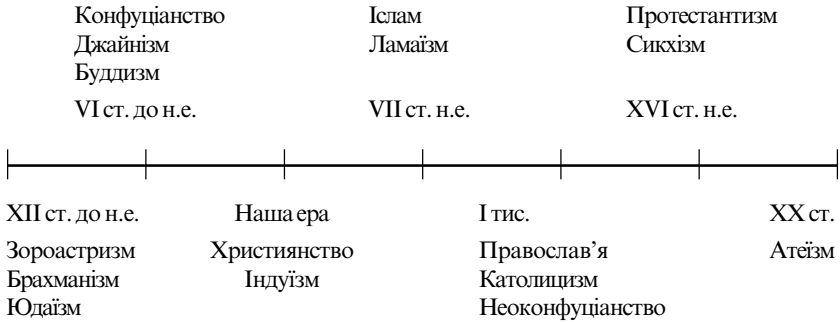 Конфуціанство Іслам Протестантизм
Джайнізм Ламаїзм Сикхізм
Буддизм
VI ст. до н.е. VII ст. н.е. XVI ст. н.е.
XII ст. до н.е. Наша ера I тис. XX ст.
Зороастризм Християнство Православ’я Атеїзм
Брахманізм Індуїзм Католицизм
Юдаїзм Неоконфуціанство